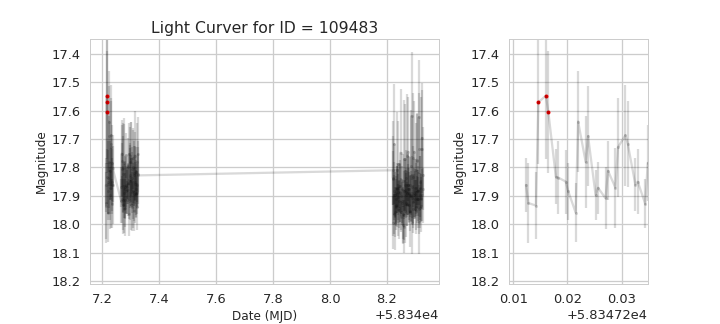 Light Curver for ID = 109483
Magnitude
17.4
17.5
17.6
17.7
17.8
17.9
18.0
18.1
18.2
7.2 7.4 7.6 7.8 8.0 8.2
Date (MJD)
+5.834e4
Magnitude
17.4
17.5
17.6
17.7
17.8
17.9
18.0
18.1
18.2
0.01 0.02 0.03
+5.83472e4